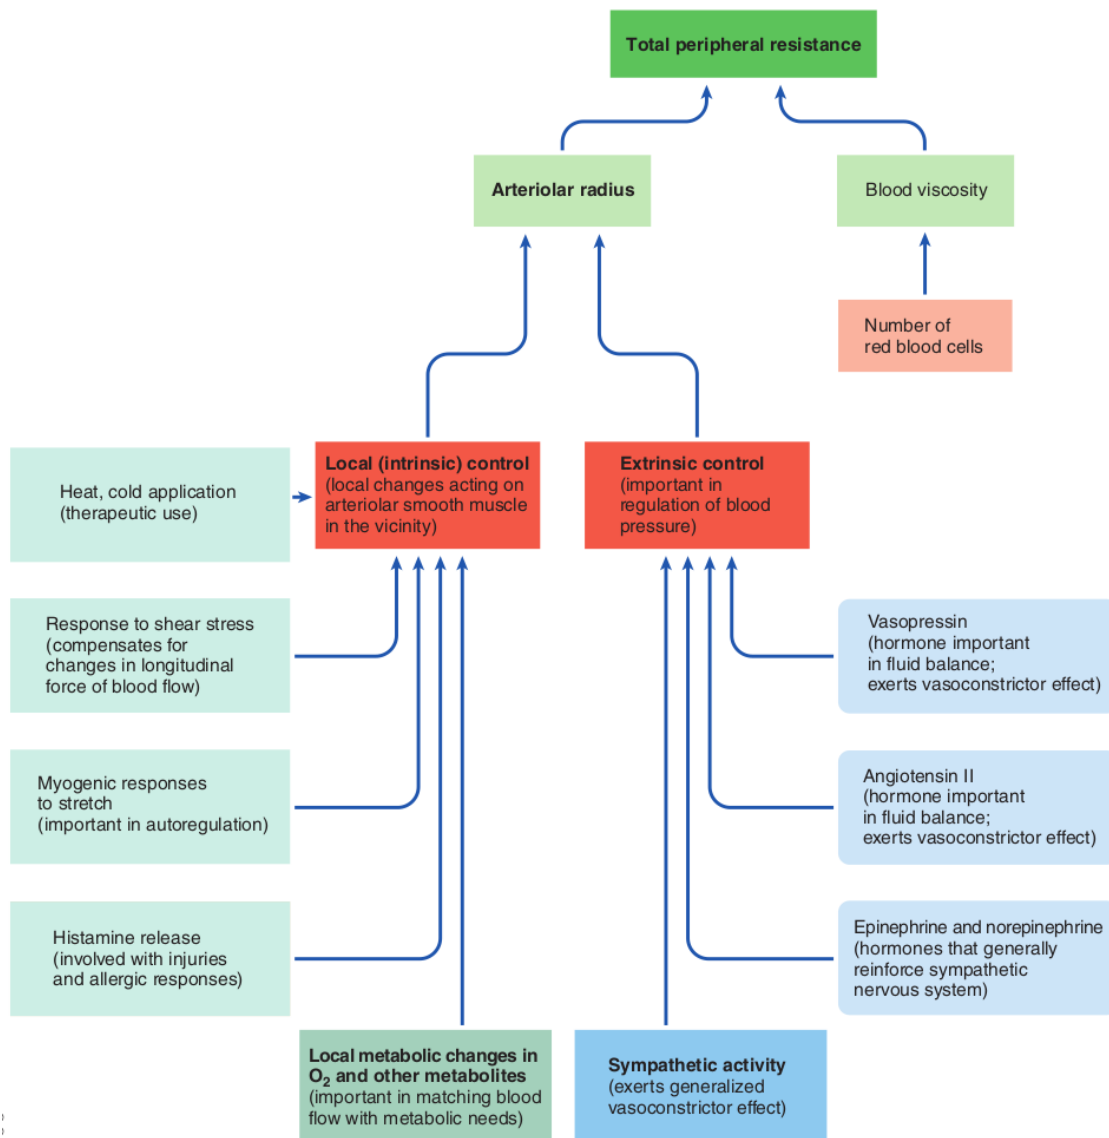 Total peripheral resistance
Arteriolar radius
Blood viscosity
Number of
red blood cells
Local (intrinsic) control
(local changes acting on
arteriolar smooth muscle
in the vicinity)
Extrinsic control
(important in
regulation of blood
pressure)
Heat, cold application
(therapeutic use)
Response to shear stress
(compensates for
changes in longitudinal
force of blood flow)
Myogenic responses
to stretch
(important in autoregulation)
Histamine release
(involved with injuries
and allergic responses)
Local metabolic changes in
O₂ and other metabolites
(important in matching blood
flow with metabolic needs)
Sympathetic activity
(exerts generalized
vasoconstrictor effect)
Vasopressin
(hormone important
in fluid balance;
exerts vasoconstrictor effect)
Angiotensin II
(hormone important
in fluid balance;
exerts vasoconstrictor effect)
Epinephrine and norepinephrine
(hormones that generally
reinforce sympathetic
nervous system)